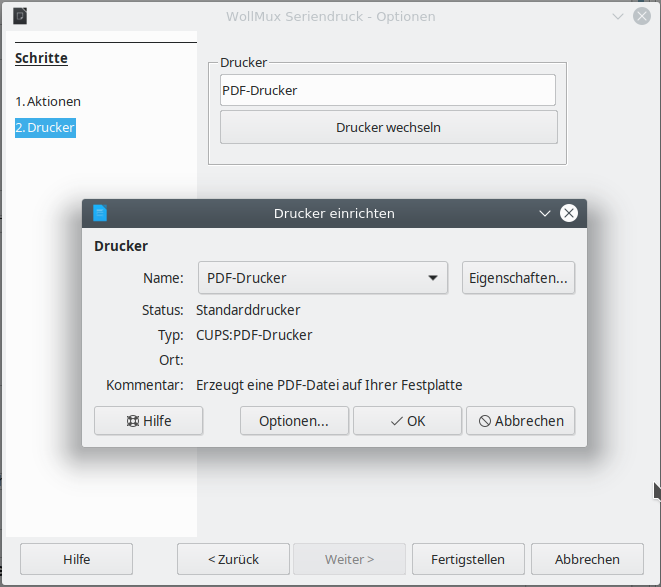 WollMux Seriendruck - Optionen
Schritte
1. Aktionen
2. Drucker
Drucker
PDF-Drucker
Drucker wechseln
Drucker einrichten
Drucker
Name: PDF-Drucker Eigenschaften...
Status: Standarddrucker
Typ: CUPS:PDF-Drucker
Ort:
Kommentar: Erzeugt eine PDF-Datei auf Ihrer Festplatte
Hilfe Optionen... OK Abbrechen
Hilfe < Zurück Weiter > Fertigstellen Abbrechen